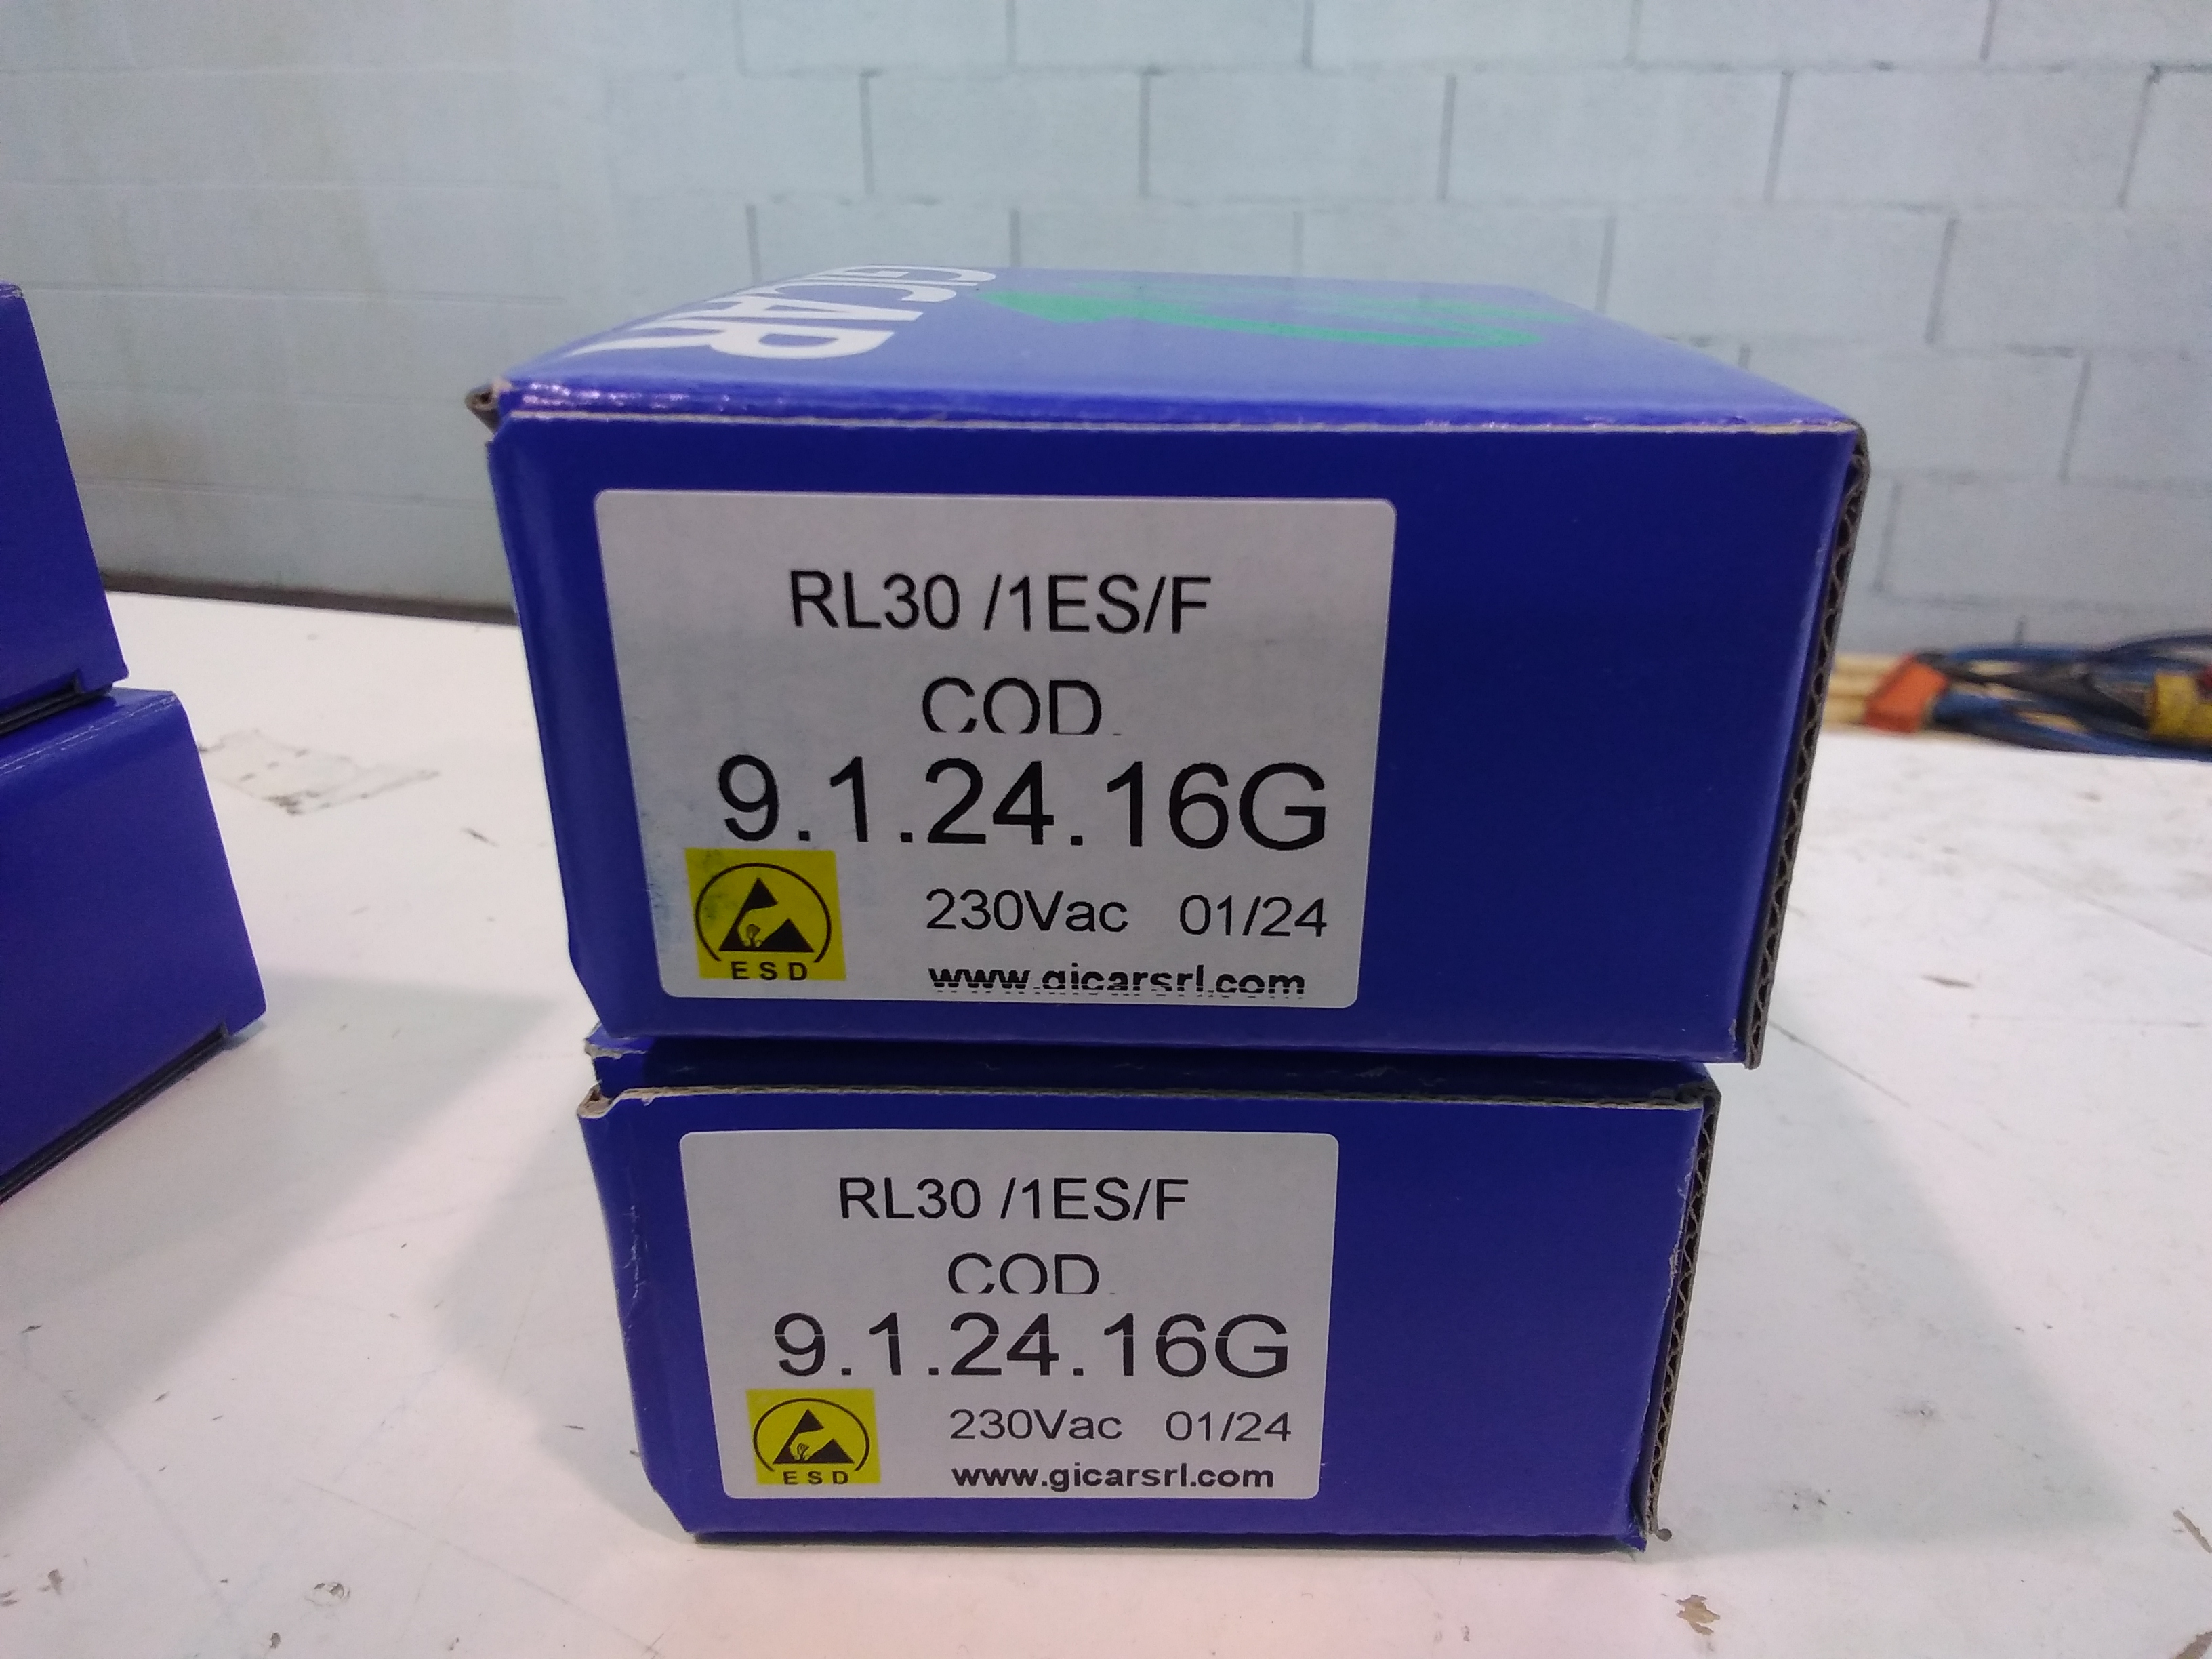 GICAR
RL30 /1ES/F
COD.
9.1.24.16G
230Vac 01/24
ESD
www.gicarsrl.com
RL30 /1ES/F
COD.
9.1.24.16G
230Vac 01/24
ESD
www.gicarsrl.com